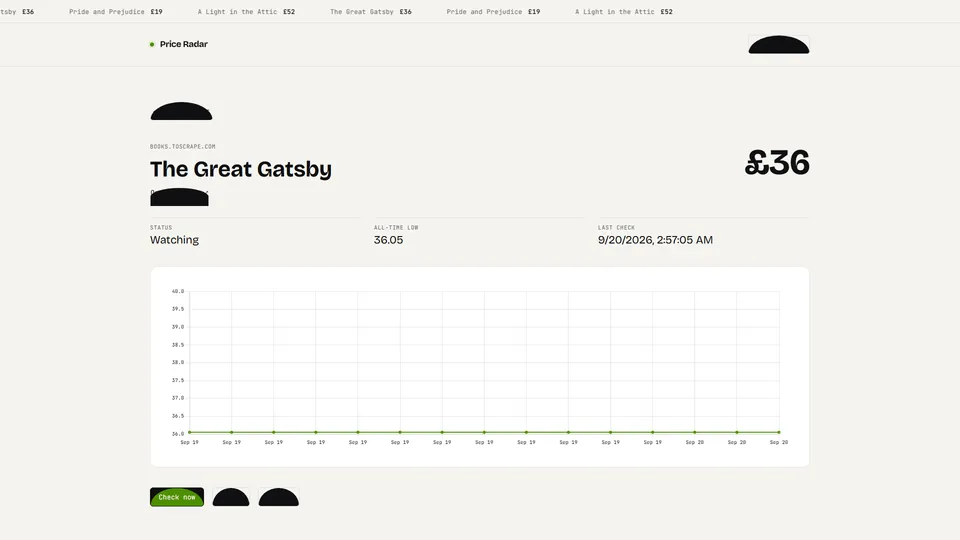 tsby £36 Pride and Prejudice £19 A Light in the Attic £52 The Great Gatsby £36 Pride and Prejudice £19 A Light in the Attic £52
Price Radar
BOOKS.TOSCRAPE.COM
The Great Gatsby
£36
STATUS ALL-TIME LOW LAST CHECK
Watching 36.05 9/20/2026, 2:57:05 AM
40.0
39.5
39.0
38.5
38.0
37.5
37.0
36.5
36.0
Sep 19 Sep 19 Sep 19 Sep 19 Sep 19 Sep 19 Sep 19 Sep 19 Sep 19 Sep 19 Sep 19 Sep 19 Sep 20 Sep 20 Sep 20
Check now